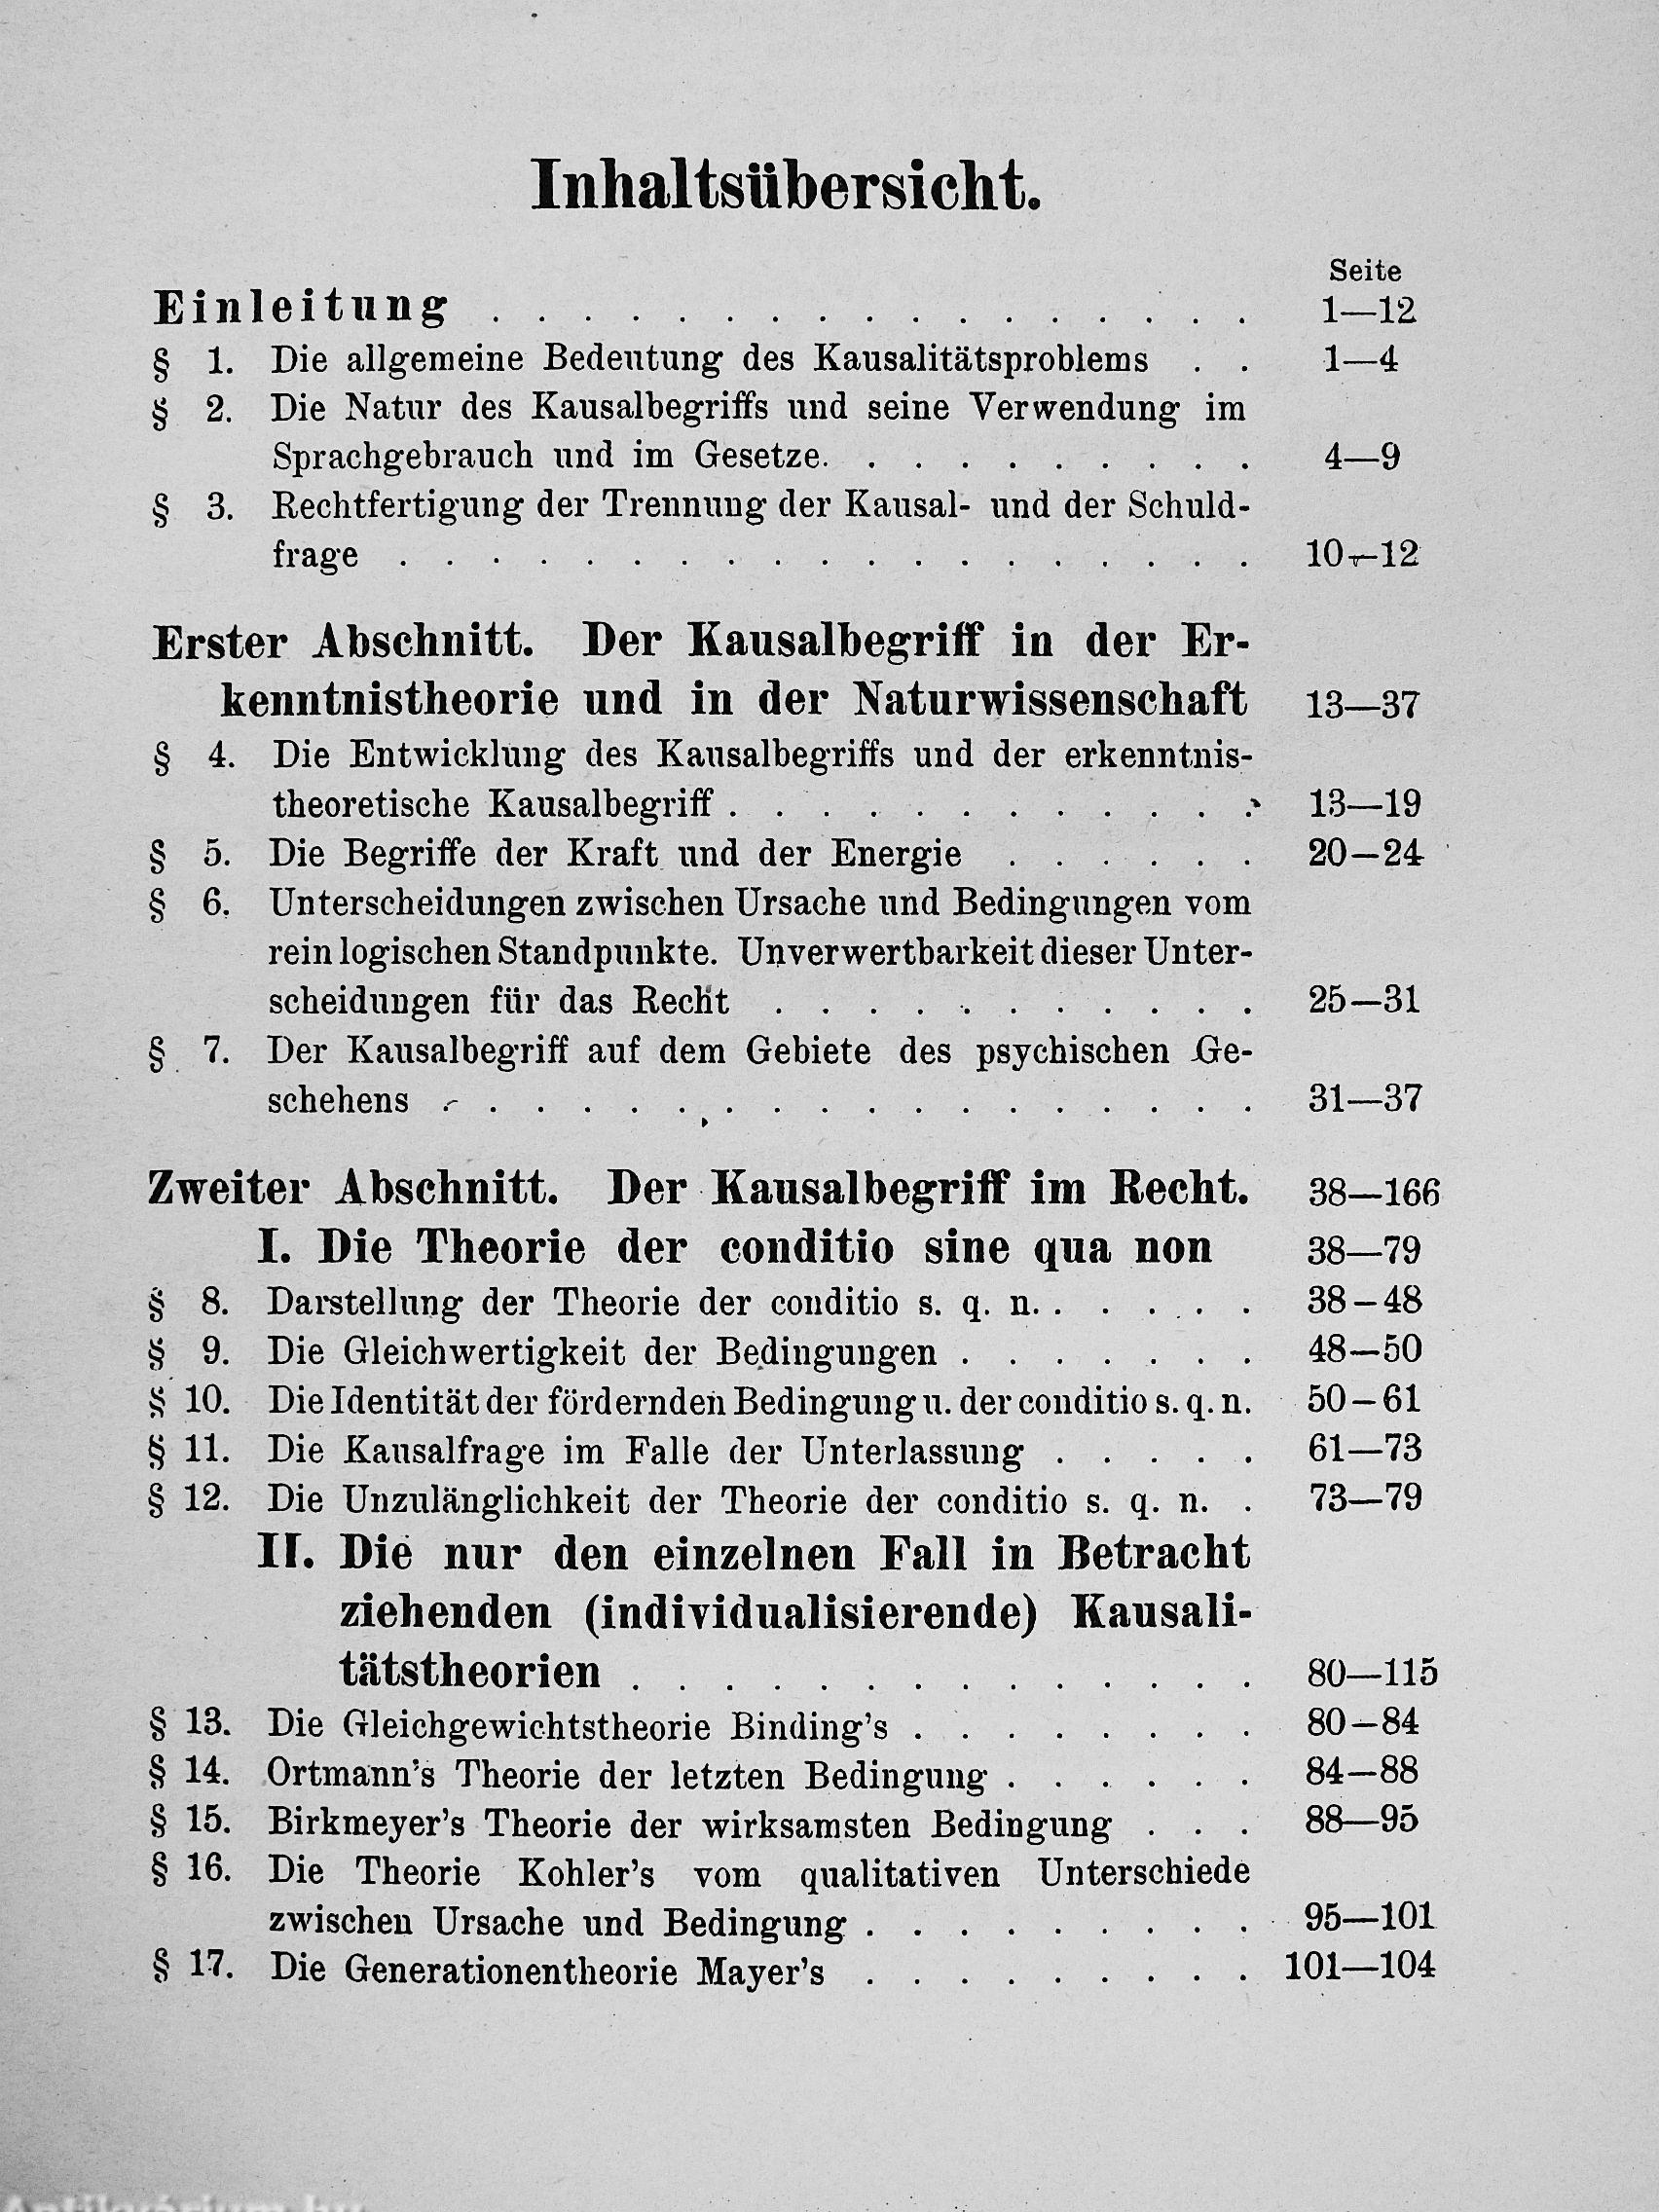 Inhaltsübersicht.
Seite
Einleitung . . . . . . . . . . . . . . . . . 1—12
§ 1. Die allgemeine Bedeutung des Kausalitätsproblems . . 1—4
§ 2. Die Natur des Kausalbegriffs und seine Verwendung im
Sprachgebrauch und im Gesetze. . . . . . . . . . 4—9
§ 3. Rechtfertigung der Trennung der Kausal- und der Schuld-
frage . . . . . . . . . . . . . . . . . . . 10—12
Erster Abschnitt. Der Kausalbegriff in der Er-
kenntnistheorie und in der Naturwissenschaft 13—37
§ 4. Die Entwicklung des Kausalbegriffs und der erkenntnis-
theoretische Kausalbegriff . . . . . . . . . . . . 13—19
§ 5. Die Begriffe der Kraft und der Energie . . . . . . 20—24
§ 6. Unterscheidungen zwischen Ursache und Bedingungen vom
rein logischen Standpunkte. Unverwertbarkeit dieser Unter-
scheidungen für das Recht . . . . . . . . . . . 25—31
§ 7. Der Kausalbegriff auf dem Gebiete des psychischen Ge-
schehens . . . . . . . . . . . . . . . . . . 31—37
Zweiter Abschnitt. Der Kausalbegriff im Recht. 38—166
I. Die Theorie der conditio sine qua non 38—79
§ 8. Darstellung der Theorie der conditio s. q. n. . . . . . 38—48
§ 9. Die Gleichwertigkeit der Bedingungen . . . . . . . 48—50
§ 10. Die Identität der fördernden Bedingung u. der conditio s. q. n. 50—61
§ 11. Die Kausalfrage im Falle der Unterlassung . . . . . 61—73
§ 12. Die Unzulänglichkeit der Theorie der conditio s. q. n. . 73—79
II. Die nur den einzelnen Fall in Betracht
ziehenden (individualisierende) Kausali-
tätstheorien . . . . . . . . . . . . . . 80—115
§ 13. Die Gleichgewichtstheorie Binding's . . . . . . . . 80—84
§ 14. Ortmann's Theorie der letzten Bedingung . . . . . . 84—88
§ 15. Birkmeyer's Theorie der wirksamsten Bedingung . . . 88—95
§ 16. Die Theorie Kohler's vom qualitativen Unterschiede
zwischen Ursache und Bedingung . . . . . . . . . 95—101
§ 17. Die Generationentheorie Mayer's . . . . . . . . . 101—104